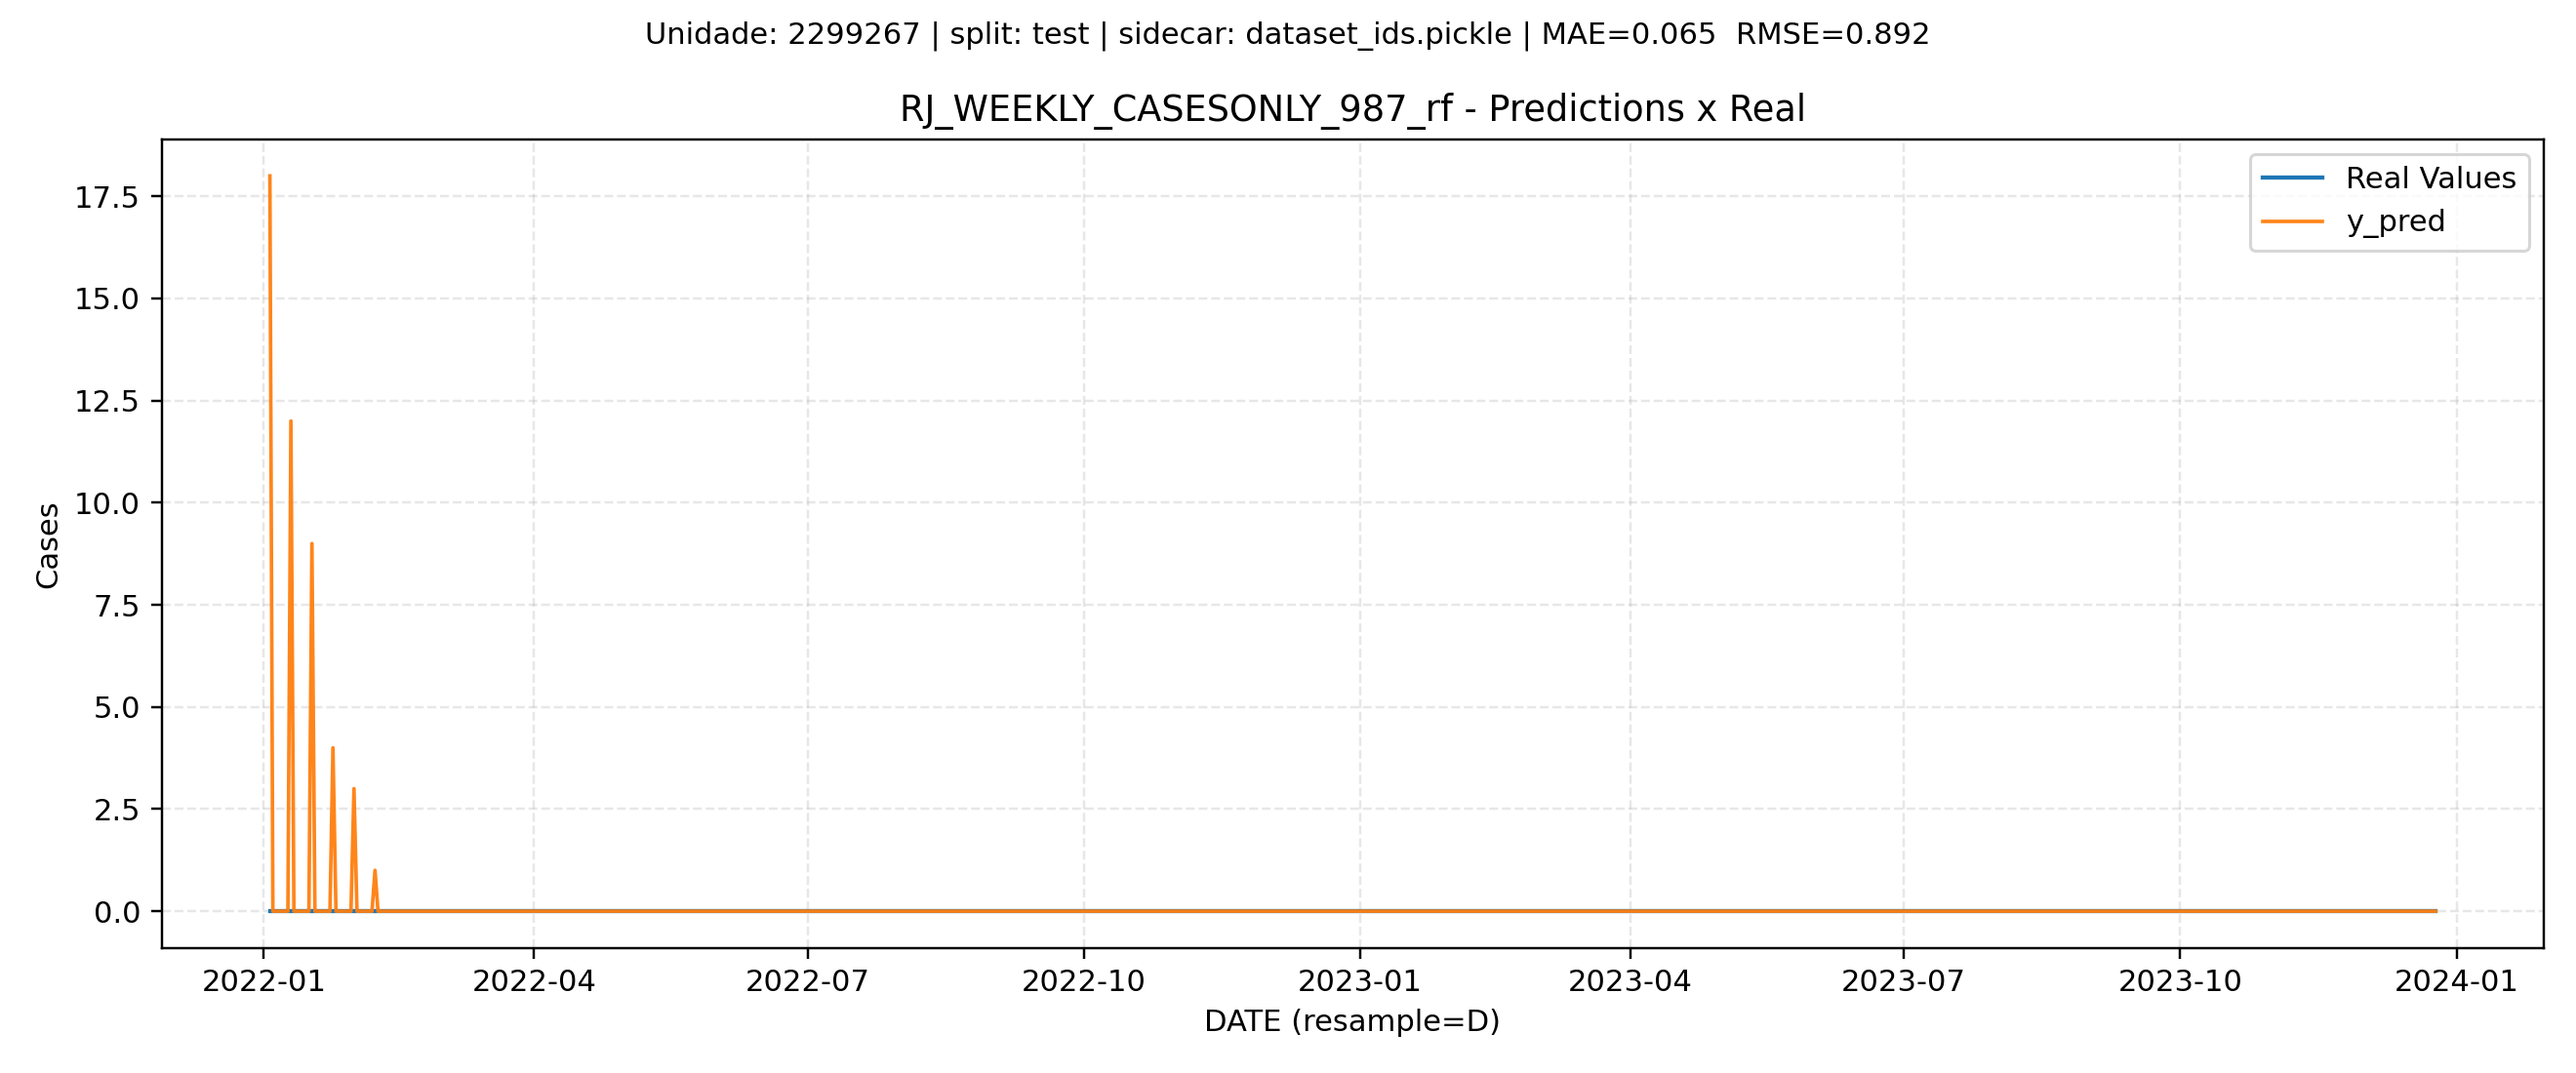 Unidade: 2299267 | split: test | sidecar: dataset_ids.pickle | MAE=0.065  RMSE=0.892
RJ_WEEKLY_CASESONLY_987_rf - Predictions x Real
Real Values
y_pred
17.5
15.0
12.5
10.0
7.5
5.0
2.5
0.0
Cases
2022-01 2022-04 2022-07 2022-10 2023-01 2023-04 2023-07 2023-10 2024-01
DATE (resample=D)